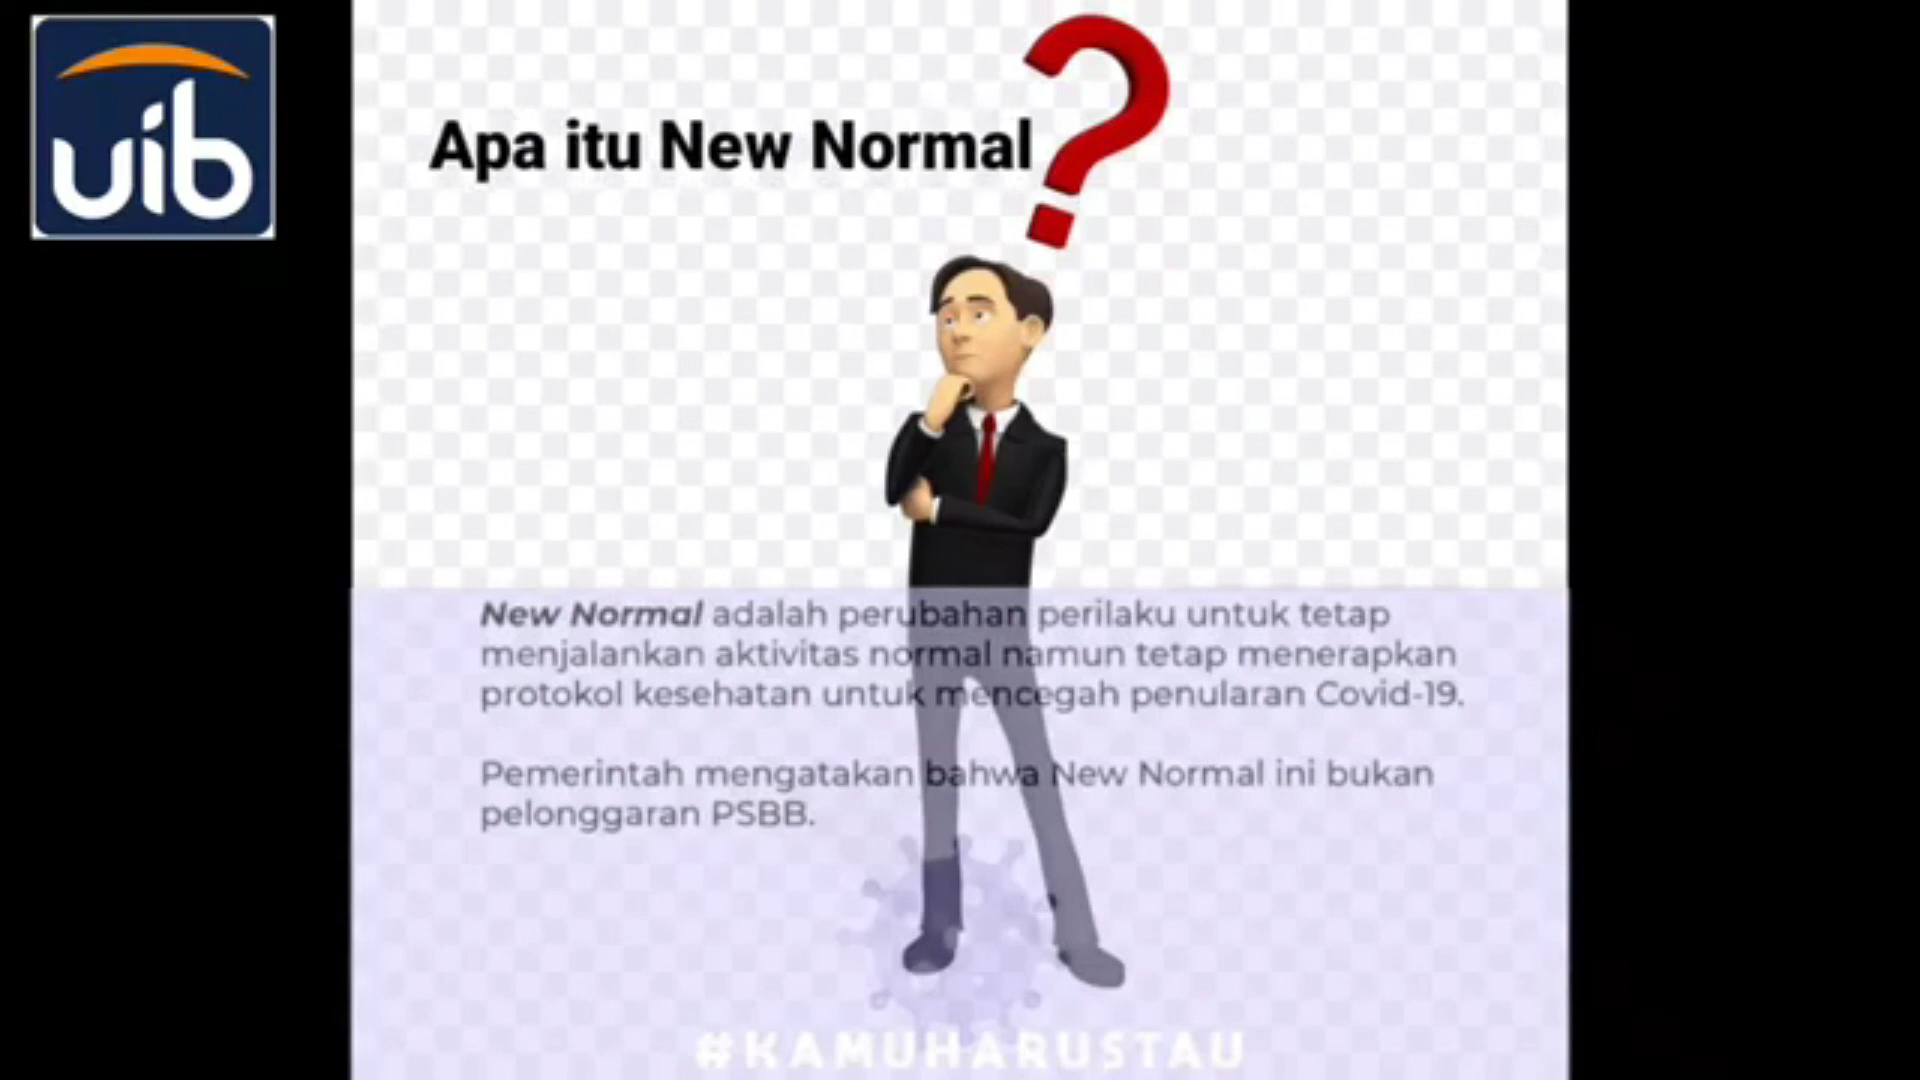 uib
Apa itu New Normal?
New Normal adalah perubahan perilaku untuk tetap
menjalankan aktivitas normal namun tetap menerapkan
protokol kesehatan untuk mencegah penularan Covid-19.
Pemerintah mengatakan bahwa New Normal ini bukan
pelonggaran PSBB.
#KAMUHARUSTAU